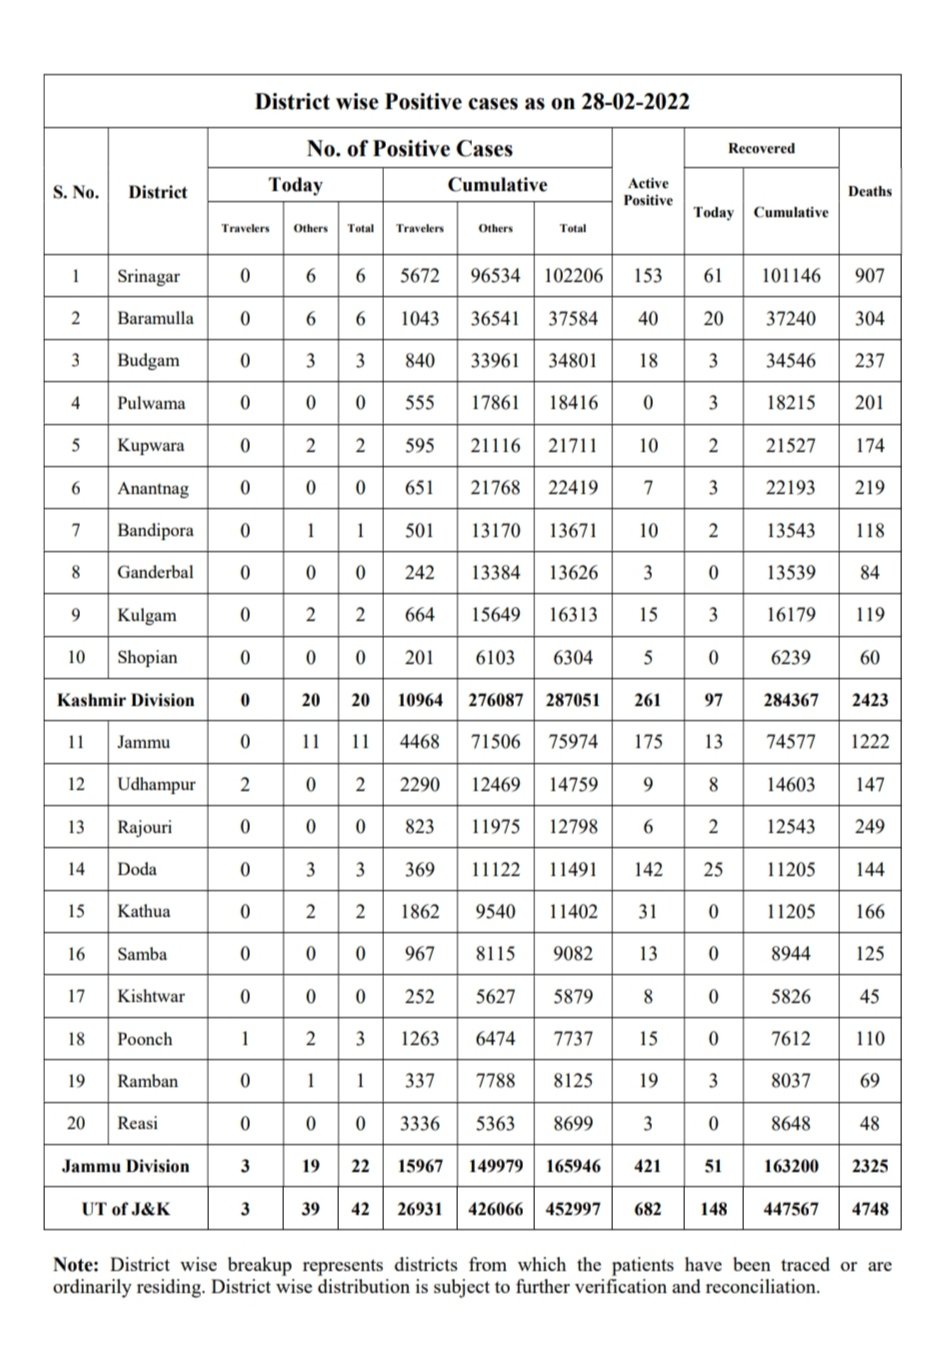 District wise Positive cases as on 28-02-2022
S. No. District No. of Positive Cases Active Positive Recovered Deaths
Today Cumulative Today Cumulative
Travelers Others Total Travelers Others Total
1 Srinagar 0 6 6 5672 96534 102206 153 61 101146 907
2 Baramulla 0 6 6 1043 36541 37584 40 20 37240 304
3 Budgam 0 3 3 840 33961 34801 18 3 34546 237
4 Pulwama 0 0 0 555 17861 18416 0 3 18215 201
5 Kupwara 0 2 2 595 21116 21711 10 2 21527 174
6 Anantnag 0 0 0 651 21768 22419 7 3 22193 219
7 Bandipora 0 1 1 501 13170 13671 10 2 13543 118
8 Ganderbal 0 0 0 242 13384 13626 3 0 13539 84
9 Kulgam 0 2 2 664 15649 16313 15 3 16179 119
10 Shopian 0 0 0 201 6103 6304 5 0 6239 60
Kashmir Division 0 20 20 10964 276087 287051 261 97 284367 2423
11 Jammu 0 11 11 4468 71506 75974 175 13 74577 1222
12 Udhampur 2 0 2 2290 12469 14759 9 8 14603 147
13 Rajouri 0 0 0 823 11975 12798 6 2 12543 249
14 Doda 0 3 3 369 11122 11491 142 25 11205 144
15 Kathua 0 2 2 1862 9540 11402 31 0 11205 166
16 Samba 0 0 0 967 8115 9082 13 0 8944 125
17 Kishtwar 0 0 0 252 5627 5879 8 0 5826 45
18 Poonch 1 2 3 1263 6474 7737 15 0 7612 110
19 Ramban 0 1 1 337 7788 8125 19 3 8037 69
20 Reasi 0 0 0 3336 5363 8699 3 0 8648 48
Jammu Division 3 19 22 15967 149979 165946 421 51 163200 2325
UT of J&K 3 39 42 26931 426066 452997 682 148 447567 4748
Note: District wise breakup represents districts from which the patients have been traced or are
ordinarily residing. District wise distribution is subject to further verification and reconciliation.